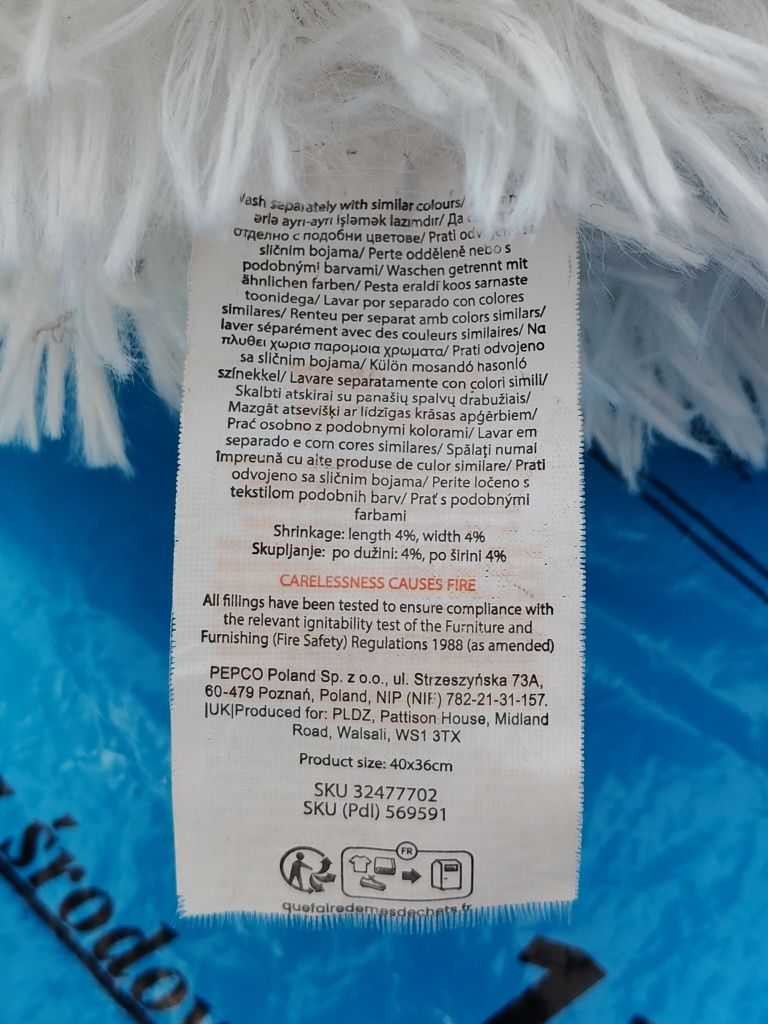 separately with similar colours/
ərlə ayrı-ayrı işləmək lazımdır/ Да
отделно с подобни цветове/ Prati
sličnim bojama/ Perte odděleně nebo s
podobnými barvami/ Waschen getrennt mit
ähnlichen farben/ Pesta eraldi koos sarnaste
toonidega/ Lavar por separado con colores
similares/ Renteu per separat amb colors similars/
laver séparément avec des couleurs similaires/ Να
πλυθει χωρισ παρομοια χρωματα/ Prati odvojeno
sa sličnim bojama/ Külön mosandó hasonló
színekkel/ Lavare separatamente con colori simili/
Skalbti atskirai su panašių spalvų drabužiais/
Mazgāt atsevišķi ar līdzīgas krāsas apģērbiem/
Prać osobno z podobnymi kolorami/ Lavar em
separado e com cores similares/ Spălați numai
împreună cu alte produse de culor similare/ Prati
odvojeno sa sličnim bojama/ Perite ločeno s
tekstilom podobnih barv/ Prať s podobnými
farbami
Shrinkage: length 4%, width 4%
Skupljanje: po dužini: 4%, po širini 4%
CARELESSNESS CAUSES FIRE
All fillings have been tested to ensure compliance with
the relevant ignitability test of the Furniture and
Furnishing (Fire Safety) Regulations 1988 (as amended)
PEPCO Poland Sp. z o.o., ul. Strzeszyńska 73A,
60-479 Poznań, Poland, NIP (NIF) 782-21-31-157.
|UK|Produced for: PLDZ, Pattison House, Midland
Road, Walsall, WS1 3TX
Product size: 40x36cm
SKU 32477702
SKU (Pdl) 569591
FR
quefairedemesdechets.fr
środow
1